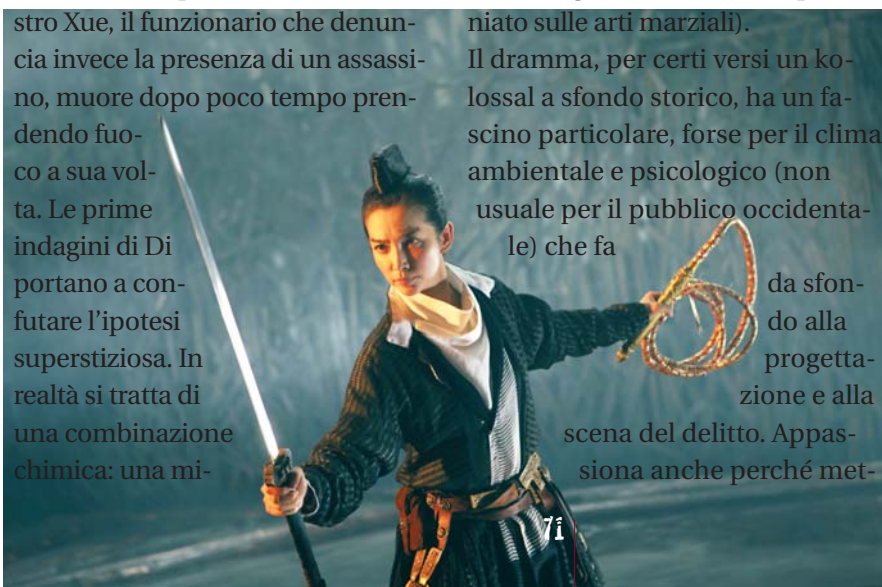 stro Xue, il funzionario che denun-
cia invece la presenza di un assassi-
no, muore dopo poco tempo pren-
dendo fuo-
co a sua vol-
ta. Le prime
indagini di Di
portano a con-
futare l’ipotesi
superstiziosa. In
realtà si tratta di
una combinazione
chimica: una mi-
niato sulle arti marziali).
Il dramma, per certi versi un ko-
lossal a sfondo storico, ha un fa-
scino particolare, forse per il clima
ambientale e psicologico (non
usuale per il pubblico occidenta-
le) che fa
da sfon-
do alla
progetta-
zione e alla
scena del delitto. Appas-
siona anche perché met-
71